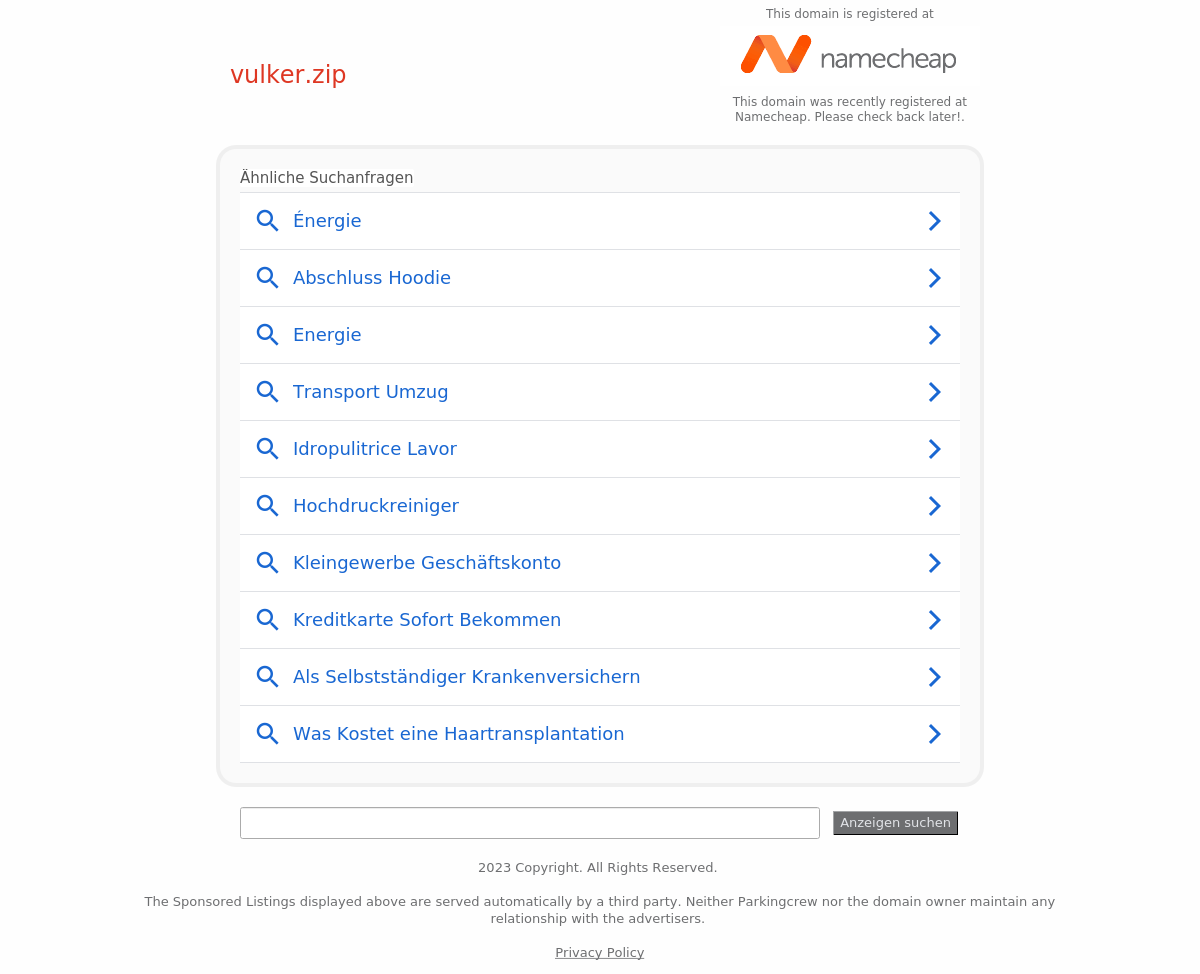 This domain is registered at
namecheap
vulker.zip
This domain was recently registered at
Namecheap. Please check back later!.
Ähnliche Suchanfragen
Énergie
Abschluss Hoodie
Energie
Transport Umzug
Idropulitrice Lavor
Hochdruckreiniger
Kleingewerbe Geschäftskonto
Kreditkarte Sofort Bekommen
Als Selbstständiger Krankenversichern
Was Kostet eine Haartransplantation
Anzeigen suchen
2023 Copyright. All Rights Reserved.
The Sponsored Listings displayed above are served automatically by a third party. Neither Parkingcrew nor the domain owner maintain any
relationship with the advertisers.
Privacy Policy